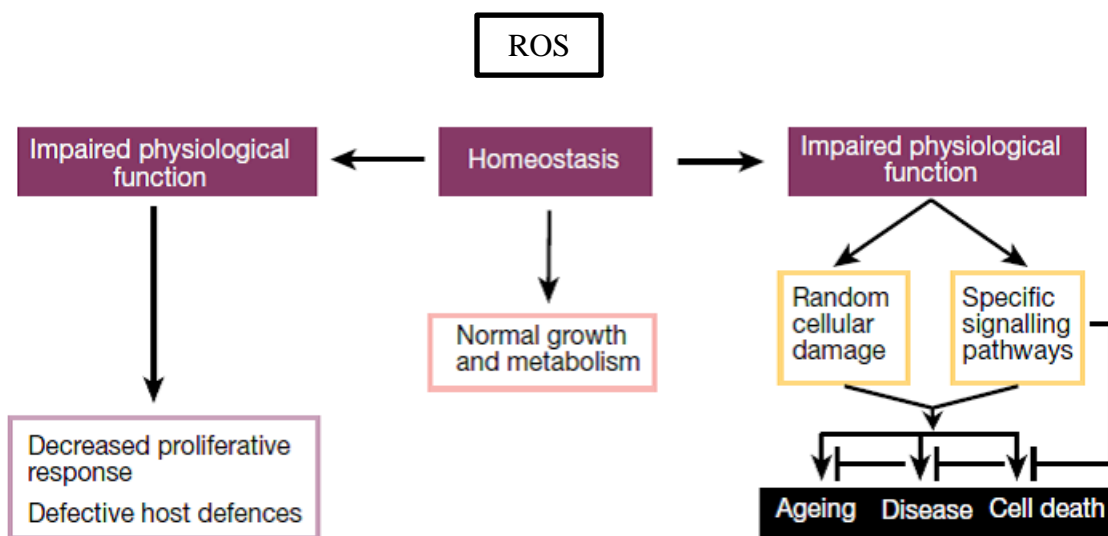 ROS
Impaired physiological
function
Homeostasis
Impaired physiological
function
Normal growth
and metabolism
Random
cellular
damage
Specific
signalling
pathways
Decreased proliferative
response
Defective host defences
Ageing Disease Cell death